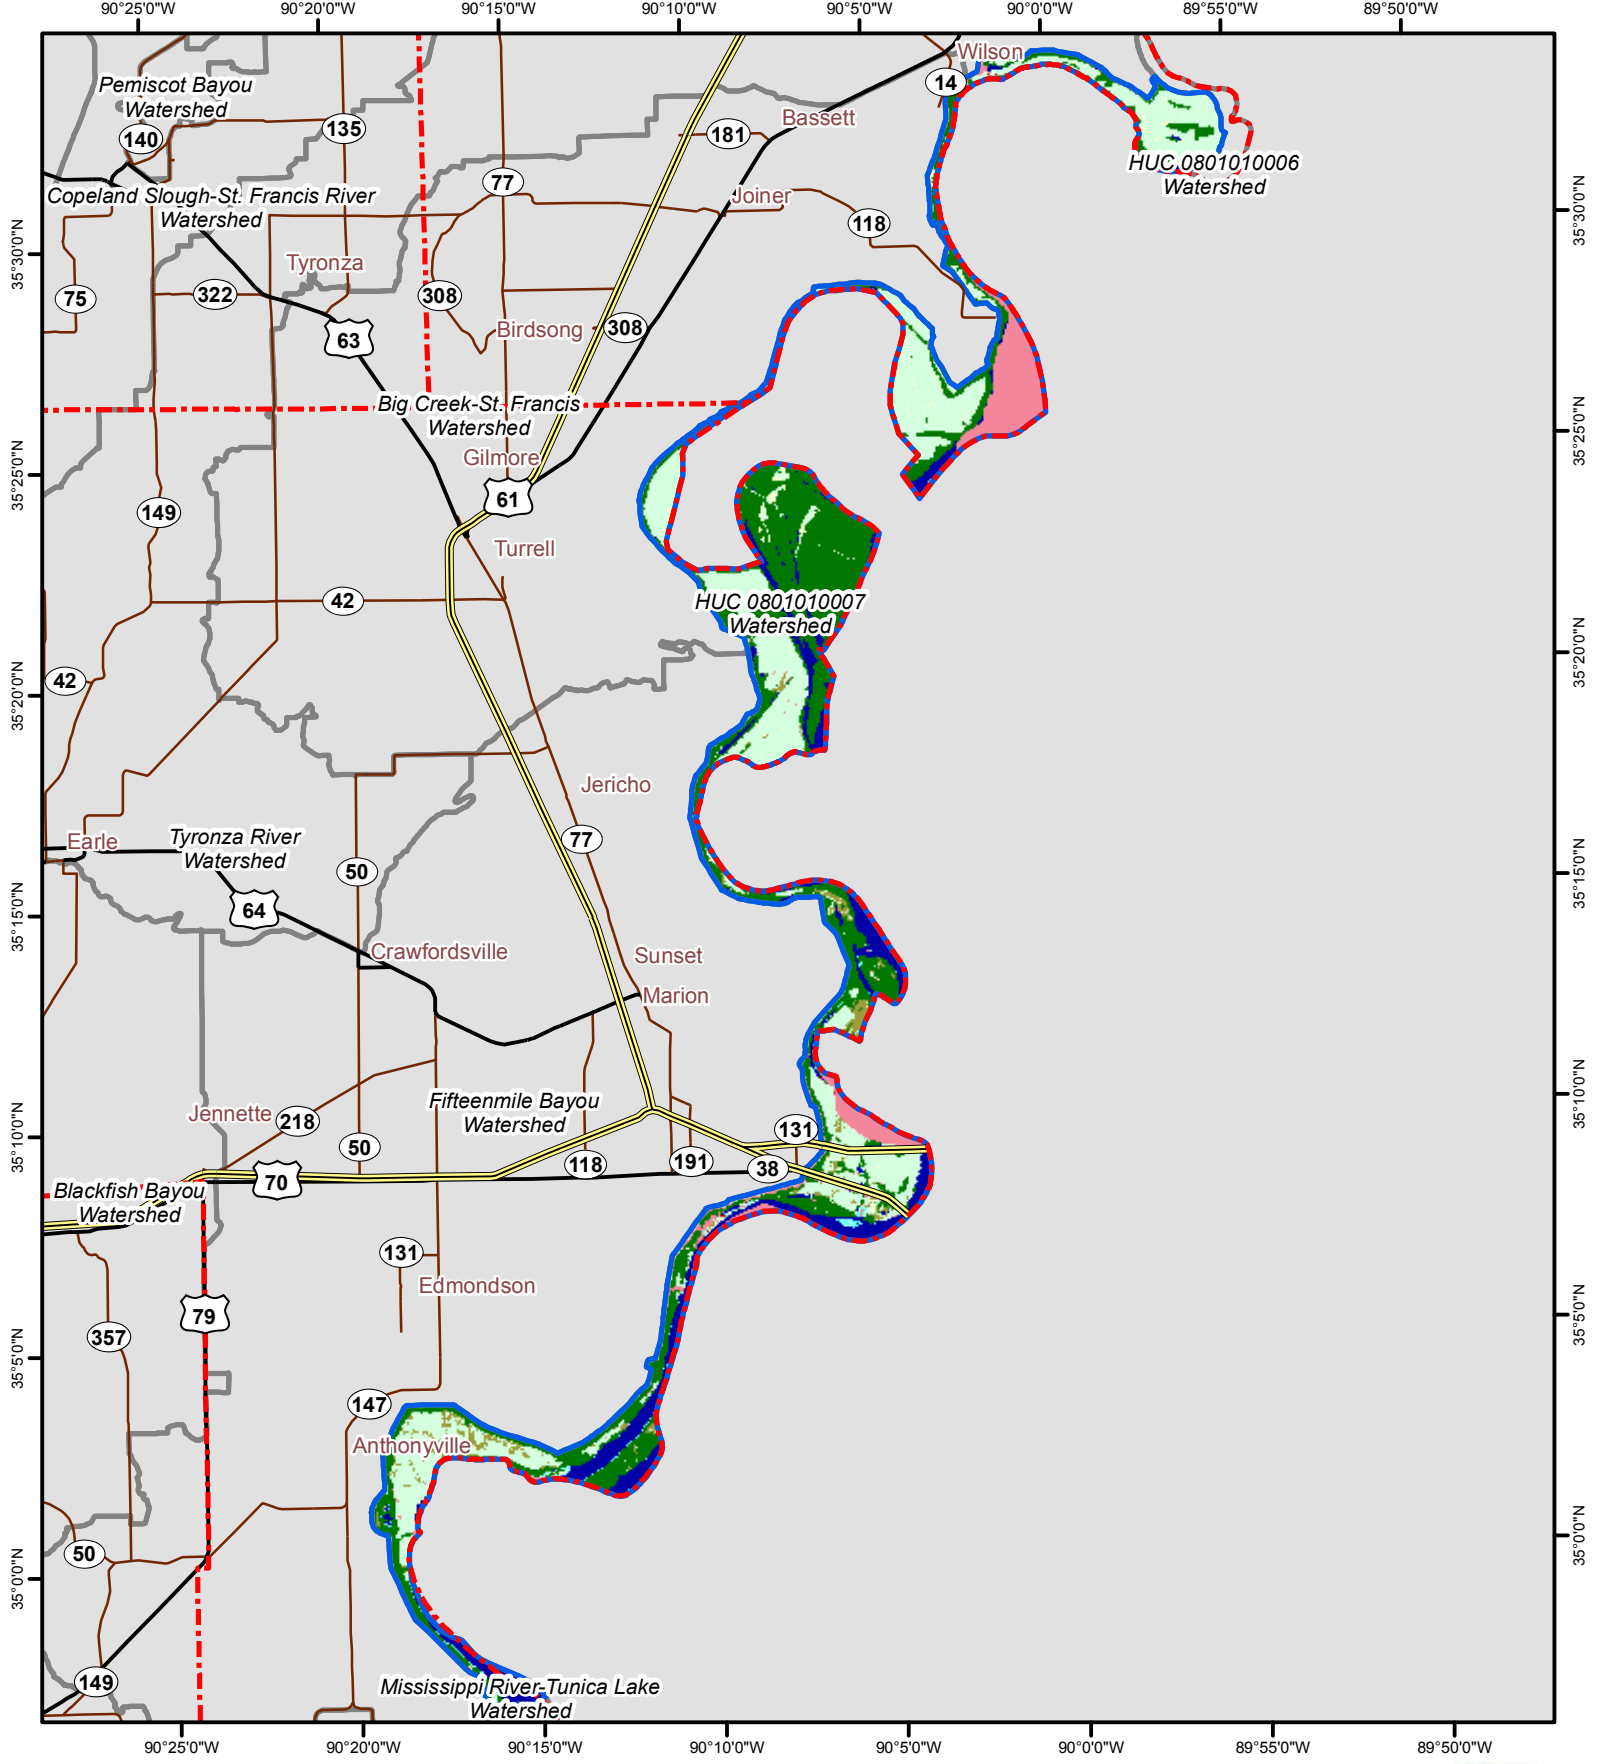 90°25'0"W 90°20'0"W 90°15'0"W 90°10'0"W 90°5'0"W 90°0'0"W 89°55'0"W 89°50'0"W
Wilson
14
Pemiscot Bayou
Watershed
140
135
Bassett
181
HUC 0801010006
Watershed
77
Copeland Slough-St. Francis River
Watershed
Joiner
118
35°30'0"N
35°30'0"N
Tyronza
75
322
308
63
Birdsong
308
Big Creek-St. Francis
Watershed
35°25'0"N
Gilmore
35°25'0"N
61
149
Turrell
42
HUC 0801010007
Watershed
35°20'0"N
42
35°20'0"N
Jericho
Earle
Tyronza River
Watershed
77
50
35°15'0"N
64
35°15'0"N
Crawfordsville
Sunset
Marion
35°10'0"N
Fifteenmile Bayou
Watershed
Jennette
218
131
35°10'0"N
50
118
191
38
70
Blackfish Bayou
Watershed
131
Edmondson
79
35°5'0"N
357
35°5'0"N
147
Anthonyville
35°0'0"N
50
35°0'0"N
149
Mississippi River-Tunica Lake
Watershed
90°25'0"W 90°20'0"W 90°15'0"W 90°10'0"W 90°5'0"W 90°0'0"W 89°55'0"W 89°50'0"W